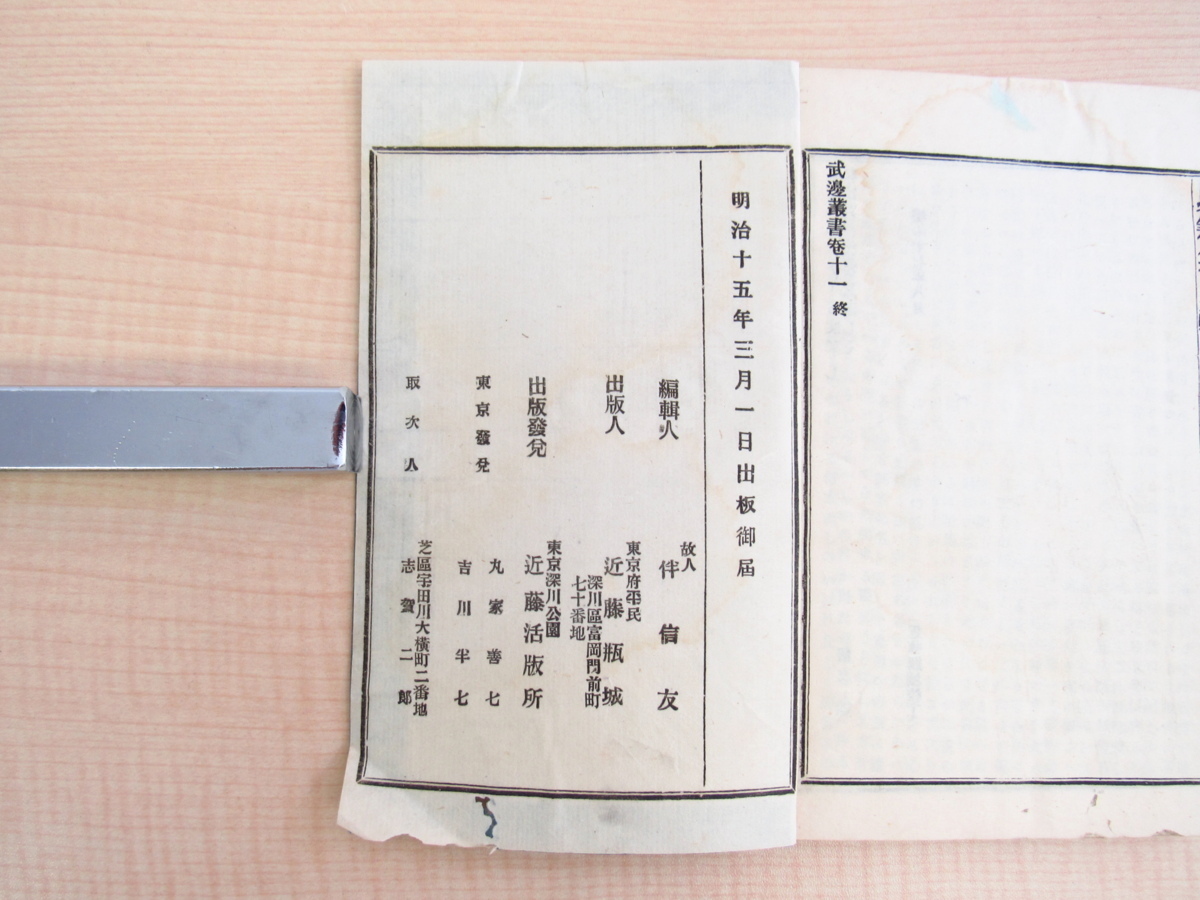 武邊叢書卷十一 終
明治十五年三月一日出板御屆
編輯人 故人 伴信友
出版人 東京府平民 近藤瓶城
深川區富岡門前町
七十番地
出版發兌 東京深川公園 近藤活版所
東京發兌 丸家善七
吉川半七
取次人 芝區宇田川大橫町二番地 志賀二郎